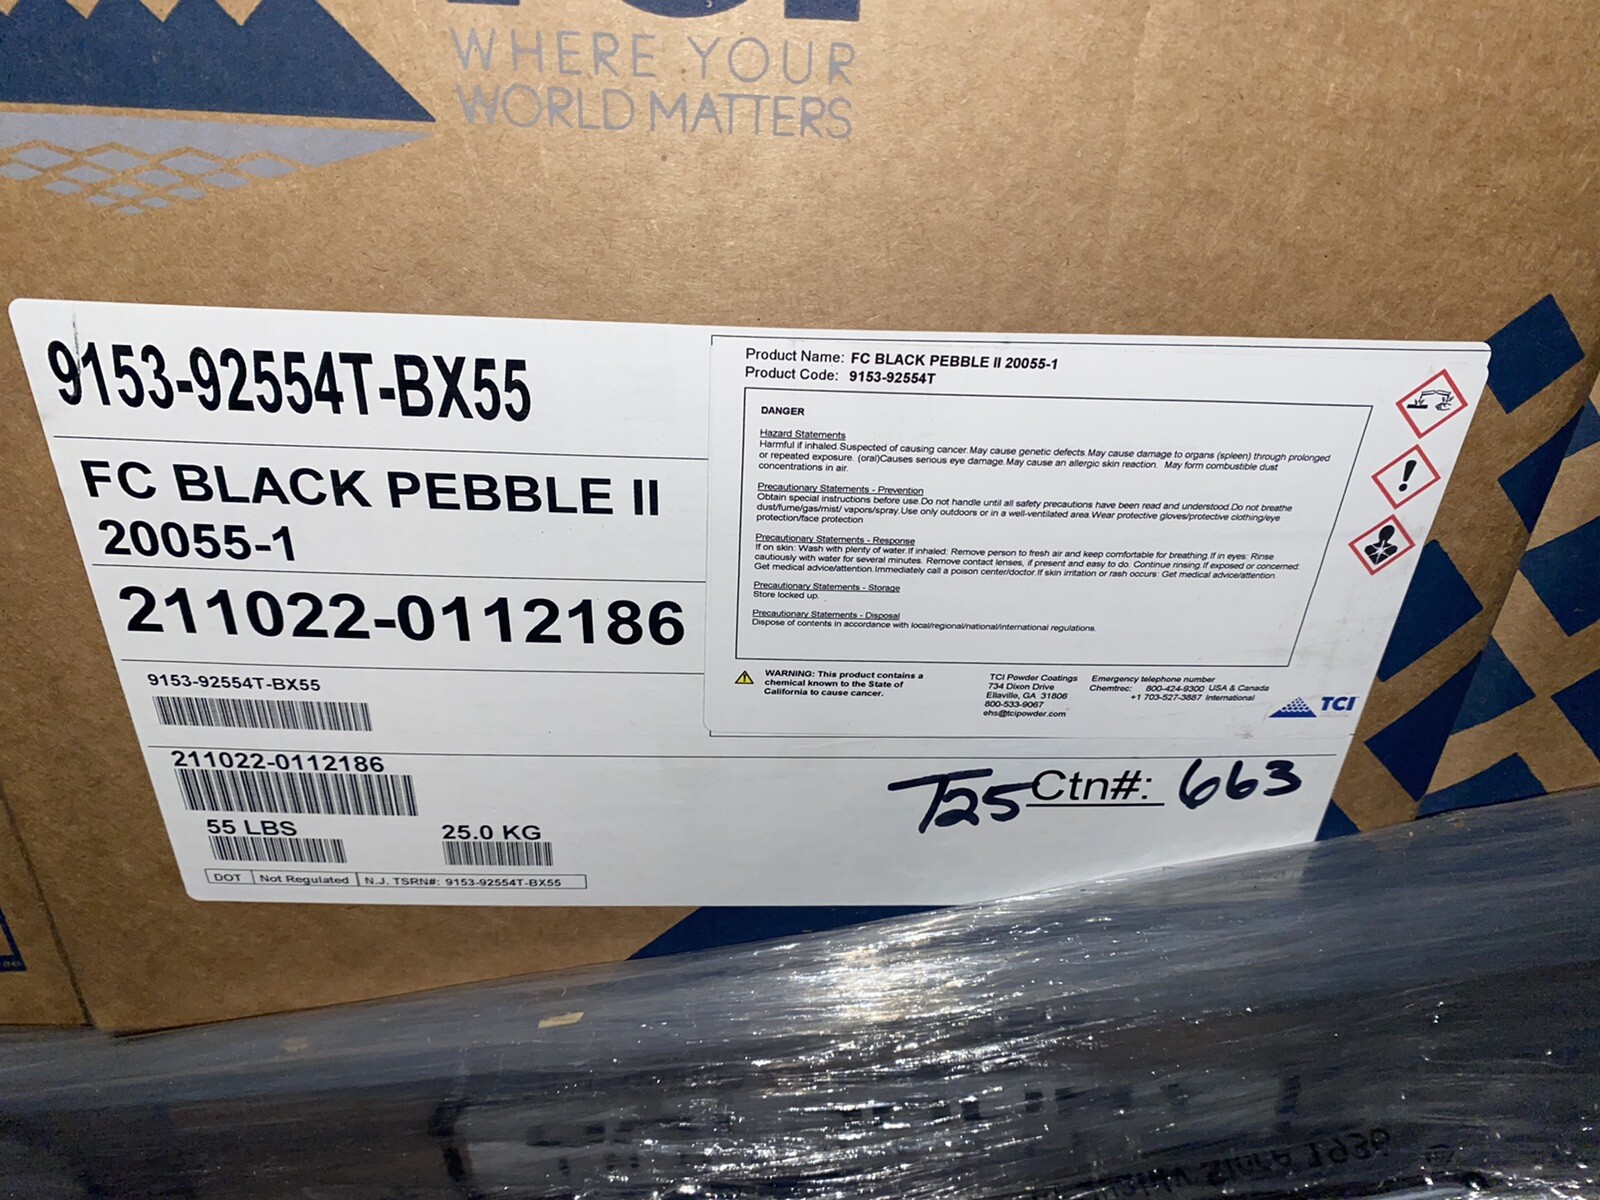 TCI
WHERE YOUR
WORLD MATTERS
9153-92554T-BX55
FC BLACK PEBBLE II
20055-1
211022-0112186
9153-92554T-BX55
211022-0112186
55 LBS 25.0 KG
DOT Not Regulated N.J. TSRN#: 9153-92554T-BX55
Product Name: FC BLACK PEBBLE II 20055-1
Product Code: 9153-92554T
DANGER
Hazard Statements
Harmful if inhaled.Suspected of causing cancer.May cause genetic defects.May cause damage to organs (spleen) through prolonged
or repeated exposure. (oral)Causes serious eye damage.May cause an allergic skin reaction. May form combustible dust
concentrations in air.
Precautionary Statements - Prevention
Obtain special instructions before use.Do not handle until all safety precautions have been read and understood.Do not breathe
dust/fume/gas/mist/ vapors/spray.Use only outdoors or in a well-ventilated area.Wear protective gloves/protective clothing/eye
protection/face protection
Precautionary Statements - Response
If on skin: Wash with plenty of water.If inhaled: Remove person to fresh air and keep comfortable for breathing.If in eyes: Rinse
cautiously with water for several minutes. Remove contact lenses, if present and easy to do. Continue rinsing.If exposed or concerned:
Get medical advice/attention.Immediately call a poison center/doctor.If skin irritation or rash occurs: Get medical advice/attention.
Precautionary Statements - Storage
Store locked up.
Precautionary Statements - Disposal
Dispose of contents in accordance with local/regional/national/international regulations.
WARNING: This product contains a
chemical known to the State of
California to cause cancer.
TCI Powder Coatings
734 Dixon Drive
Ellaville, GA 31806
800-533-9067
ehs@tcipowder.com
Emergency telephone number
Chemtrec: 800-424-9300 USA & Canada
+1 703-527-3887 International
TCI
T25 Ctn#: 663
since 1936